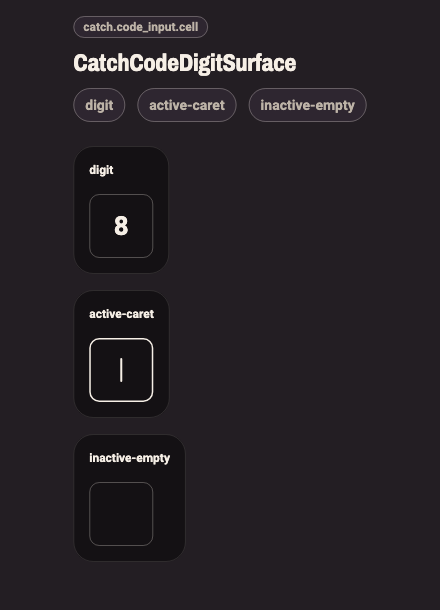 catch.code_input.cell
CatchCodeDigitSurface
digit active-caret inactive-empty
digit
8
active-caret
inactive-empty